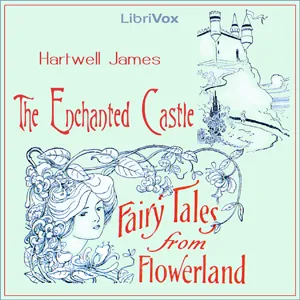 LibriVox
Hartwell James
The Enchanted Castle
Fairy Tales
from
Flowerland